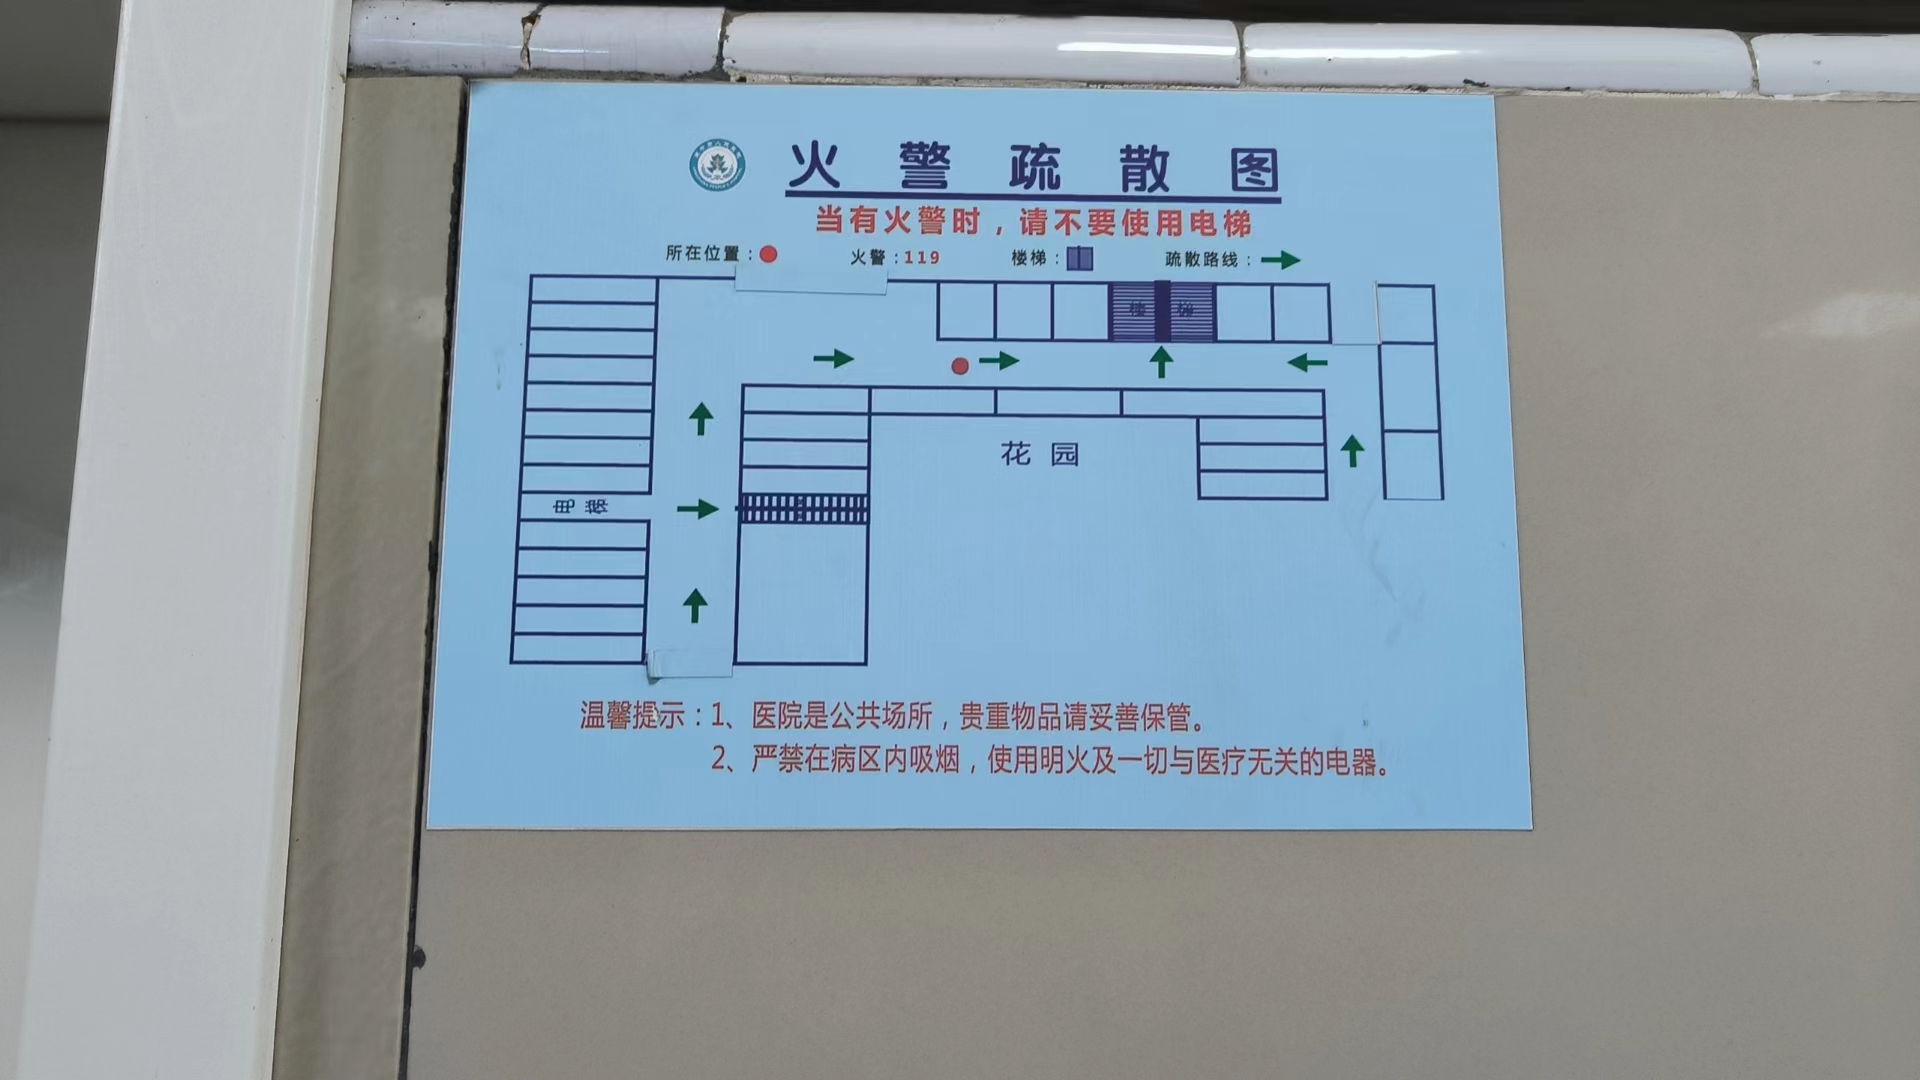 火警疏散图
当有火警时，请不要使用电梯
所在位置： 火警：119 楼梯： 疏散路线：
楼梯
花园
电梯
温馨提示：1、医院是公共场所，贵重物品请妥善保管。
2、严禁在病区内吸烟，使用明火及一切与医疗无关的电器。